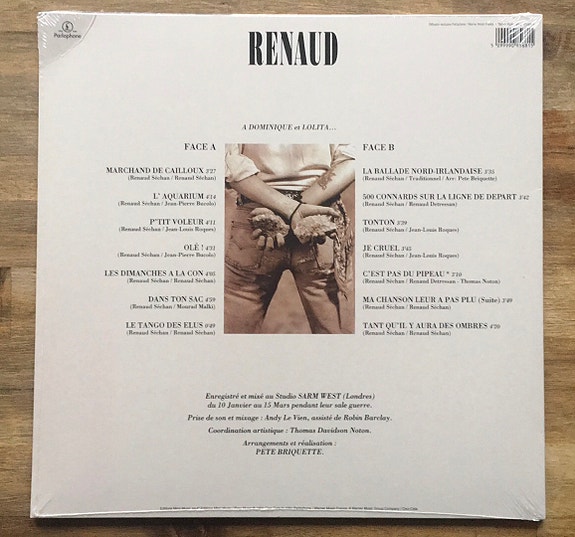 Parlophone
RENAUD
A DOMINIQUE et LOLITA...
FACE A
MARCHAND DE CAILLOUX 3'27
(Renaud Séchan / Renaud Séchan)
L' AQUARIUM 4'14
(Renaud Séchan / Jean-Pierre Bucolo)
P'TIT VOLEUR 4'11
(Renaud Séchan / Jean-Louis Roques)
OLÉ ! 4'31
(Renaud Séchan / Jean-Pierre Bucolo)
LES DIMANCHES A LA CON 4'05
(Renaud Séchan / Renaud Séchan)
DANS TON SAC 4'59
(Renaud Séchan / Mourad Malki)
LE TANGO DES ELUS 0'49
(Renaud Séchan / Renaud Séchan)
FACE B
LA BALLADE NORD-IRLANDAISE 3'35
(Renaud Séchan / Traditionnel / Arr: Pete Briquette)
500 CONNARDS SUR LA LIGNE DE DEPART 3'42
(Renaud Séchan / Renaud Detressan)
TONTON 3'39
(Renaud Séchan / Jean-Louis Roques)
JE CRUEL 3'45
(Renaud Séchan / Jean-Louis Roques)
C'EST PAS DU PIPEAU * 3'10
(Renaud Séchan / Renaud Detressan - Thomas Noton)
MA CHANSON LEUR A PAS PLU (Suite) 3'49
(Renaud Séchan / Renaud Séchan)
TANT QU'IL Y AURA DES OMBRES 4'26
(Renaud Séchan / Renaud Séchan)
Enregistré et mixé au Studio SARM WEST (Londres)
du 10 Janvier au 15 Mars pendant leur sale guerre.
Prise de son et mixage : Andy Le Vien, assisté de Robin Barclay.
Coordination artistique : Thomas Davidson Noton.
Arrangements et réalisation :
PETE BRIQUETTE.